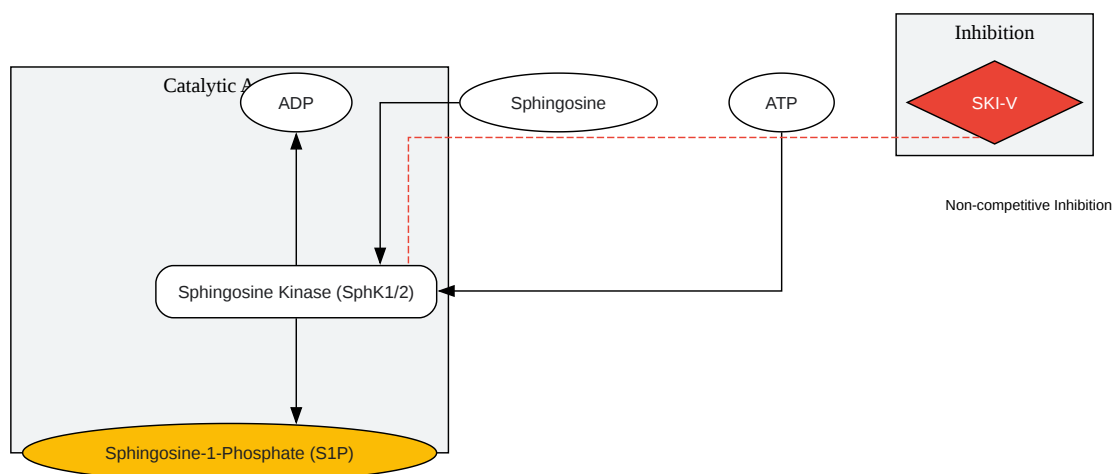 Inhibition
Catalytic A
ADP
Sphingosine
ATP
SKI-V
Non-competitive Inhibition
Sphingosine Kinase (SphK1/2)
Sphingosine-1-Phosphate (S1P)